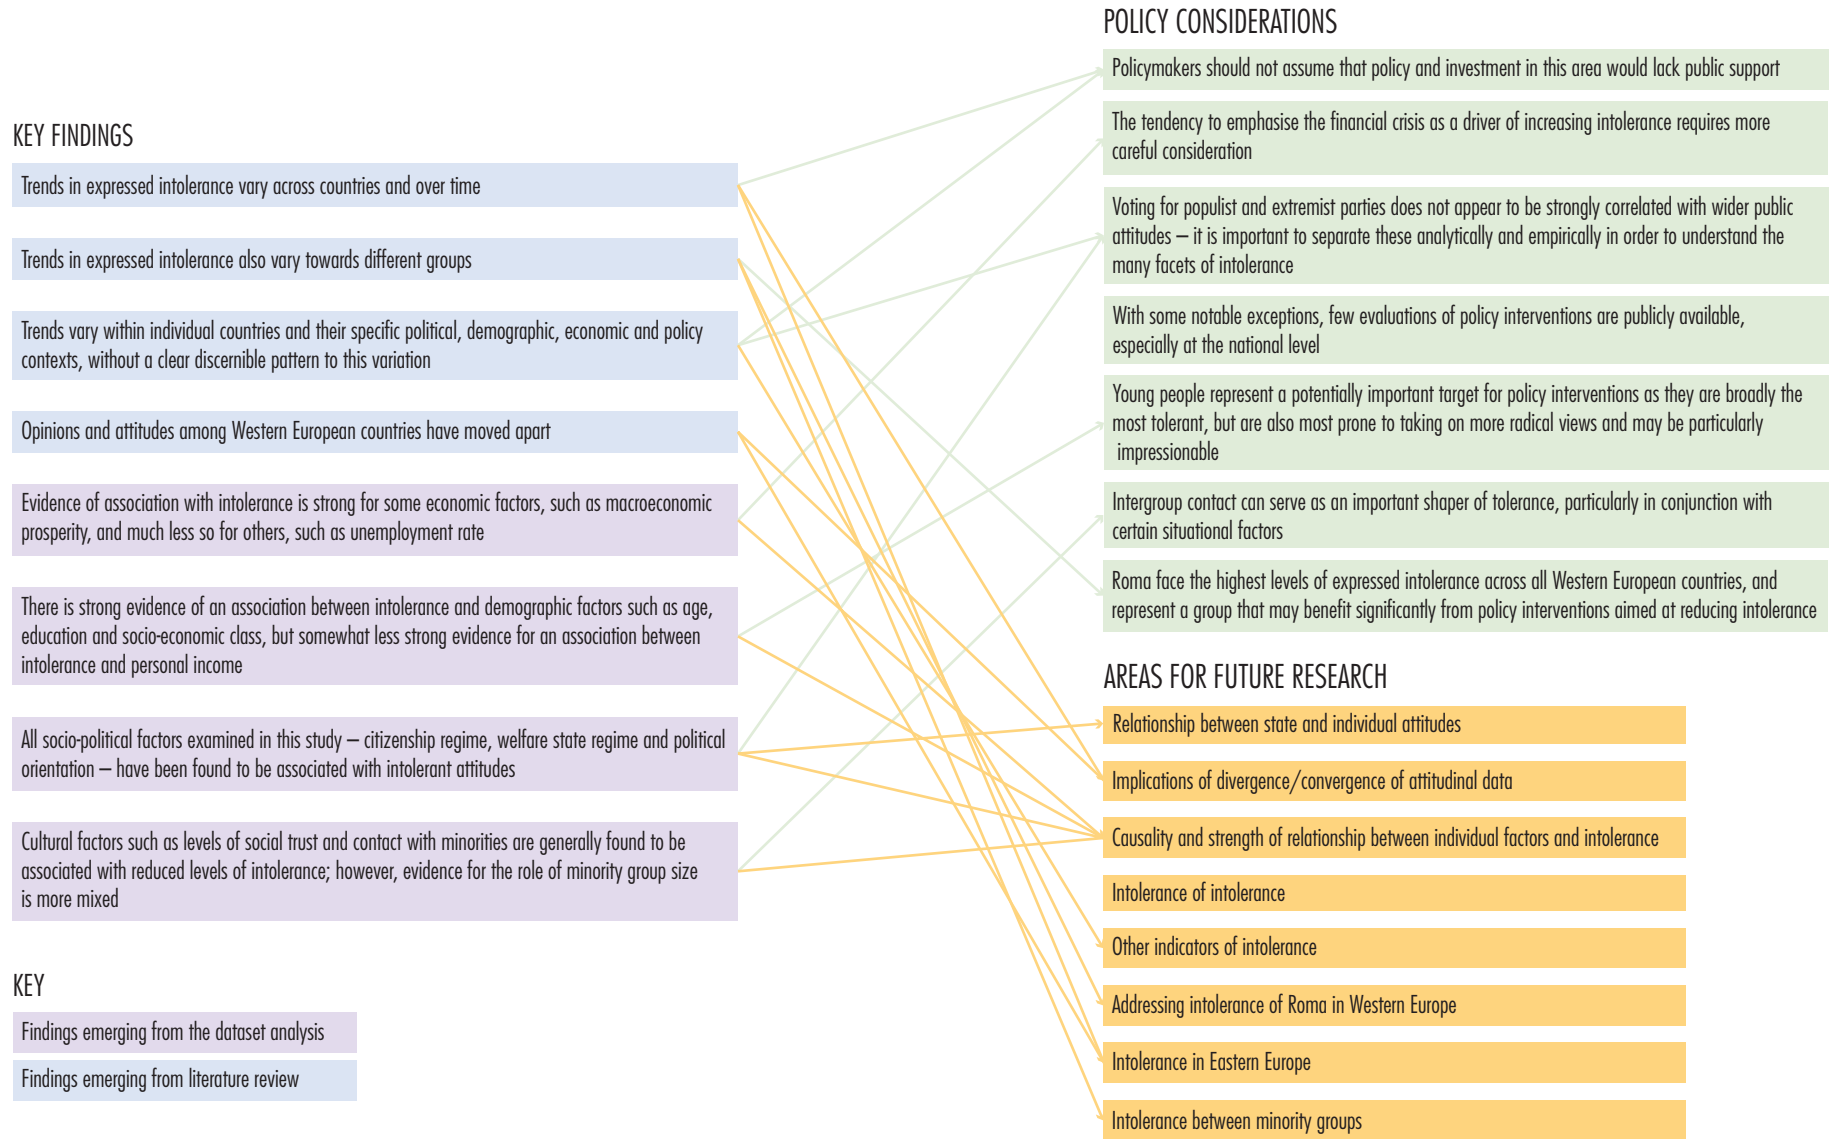 KEY FINDINGS
Trends in expressed intolerance vary across countries and over time
Trends in expressed intolerance also vary towards different groups
Trends vary within individual countries and their specific political, demographic, economic and policy
contexts, without a clear discernible pattern to this variation
Opinions and attitudes among Western European countries have moved apart
Evidence of association with intolerance is strong for some economic factors, such as macroeconomic
prosperity, and much less so for others, such as unemployment rate
There is strong evidence of an association between intolerance and demographic factors such as age,
education and socio-economic class, but somewhat less strong evidence for an association between
intolerance and personal income
All socio-political factors examined in this study – citizenship regime, welfare state regime and political
orientation – have been found to be associated with intolerant attitudes
Cultural factors such as levels of social trust and contact with minorities are generally found to be
associated with reduced levels of intolerance; however, evidence for the role of minority group size
is more mixed
KEY
Findings emerging from the dataset analysis
Findings emerging from literature review
POLICY CONSIDERATIONS
Policymakers should not assume that policy and investment in this area would lack public support
The tendency to emphasise the financial crisis as a driver of increasing intolerance requires more
careful consideration
Voting for populist and extremist parties does not appear to be strongly correlated with wider public
attitudes – it is important to separate these analytically and empirically in order to understand the
many facets of intolerance
With some notable exceptions, few evaluations of policy interventions are publicly available,
especially at the national level
Young people represent a potentially important target for policy interventions as they are broadly the
most tolerant, but are also most prone to taking on more radical views and may be particularly
impressionable
Intergroup contact can serve as an important shaper of tolerance, particularly in conjunction with
certain situational factors
Roma face the highest levels of expressed intolerance across all Western European countries, and
represent a group that may benefit significantly from policy interventions aimed at reducing intolerance
AREAS FOR FUTURE RESEARCH
Relationship between state and individual attitudes
Implications of divergence/convergence of attitudinal data
Causality and strength of relationship between individual factors and intolerance
Intolerance of intolerance
Other indicators of intolerance
Addressing intolerance of Roma in Western Europe
Intolerance in Eastern Europe
Intolerance between minority groups